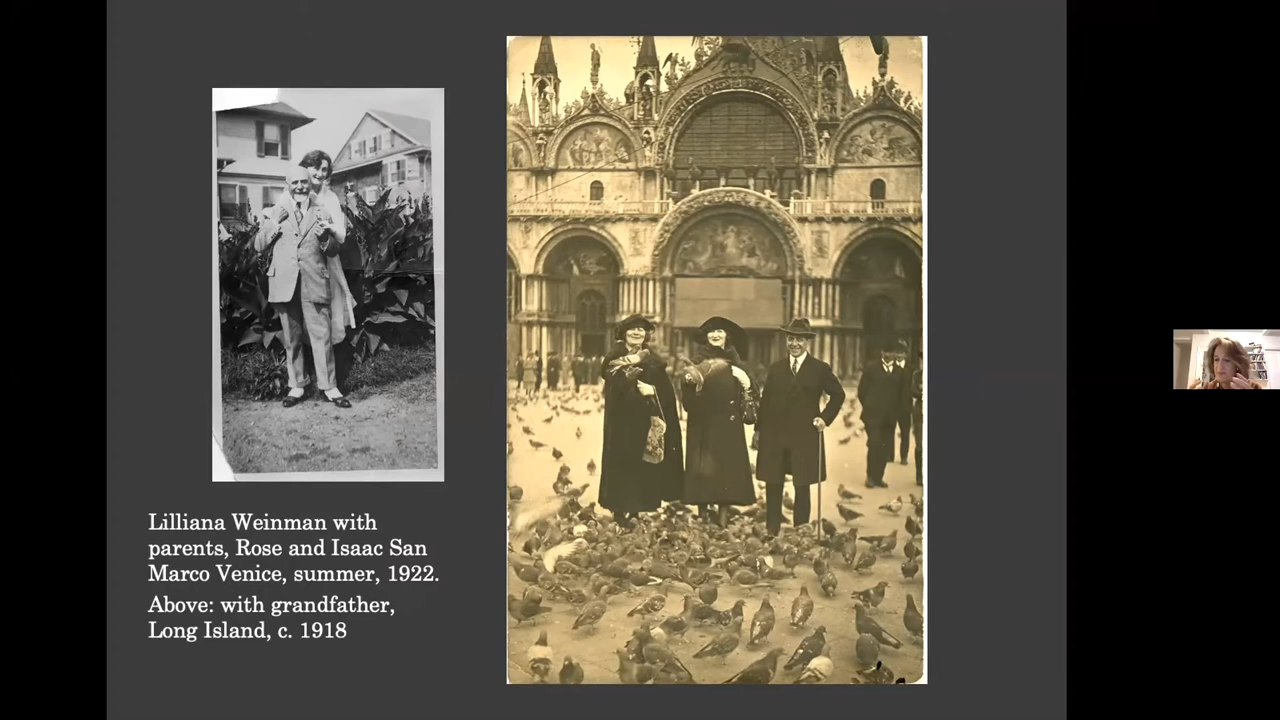 Lilliana Weinman with
parents, Rose and Isaac San
Marco Venice, summer, 1922.
Above: with grandfather,
Long Island, c. 1918